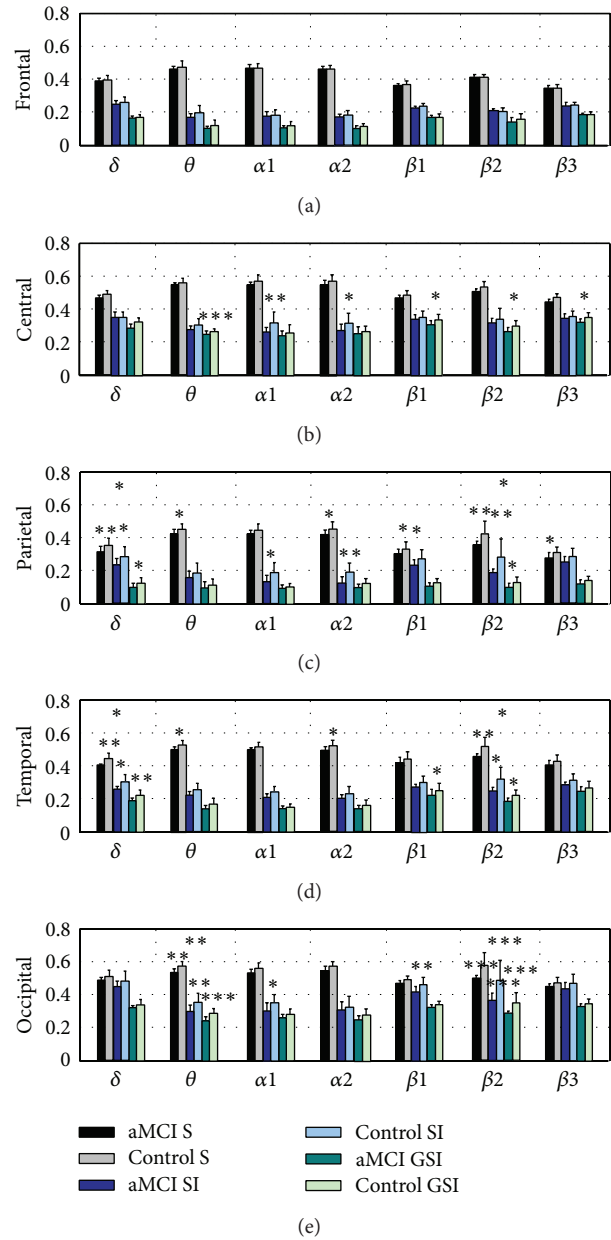 0.8
0.6
0.4
0.2
0
Frontal
δ θ α1 α2 β1 β2 β3
(a)
0.8
0.6
0.4
0.2
0
Central
*** ** * * * *
δ θ α1 α2 β1 β2 β3
(b)
0.8
0.6
0.4
0.2
0
Parietal
* *
** * * * * * ** **
* ** * * *
δ θ α1 α2 β1 β2 β3
(c)
0.8
0.6
0.4
0.2
0
Temporal
* *
** * * **
* ** * * *
δ θ α1 α2 β1 β2 β3
(d)
0.8
0.6
0.4
0.2
0
Occipital
** ***
** ** *** ***
** *** * ***
δ θ α1 α2 β1 β2 β3
aMCI S
Control S
aMCI SI
Control SI
aMCI GSI
Control GSI
(e)